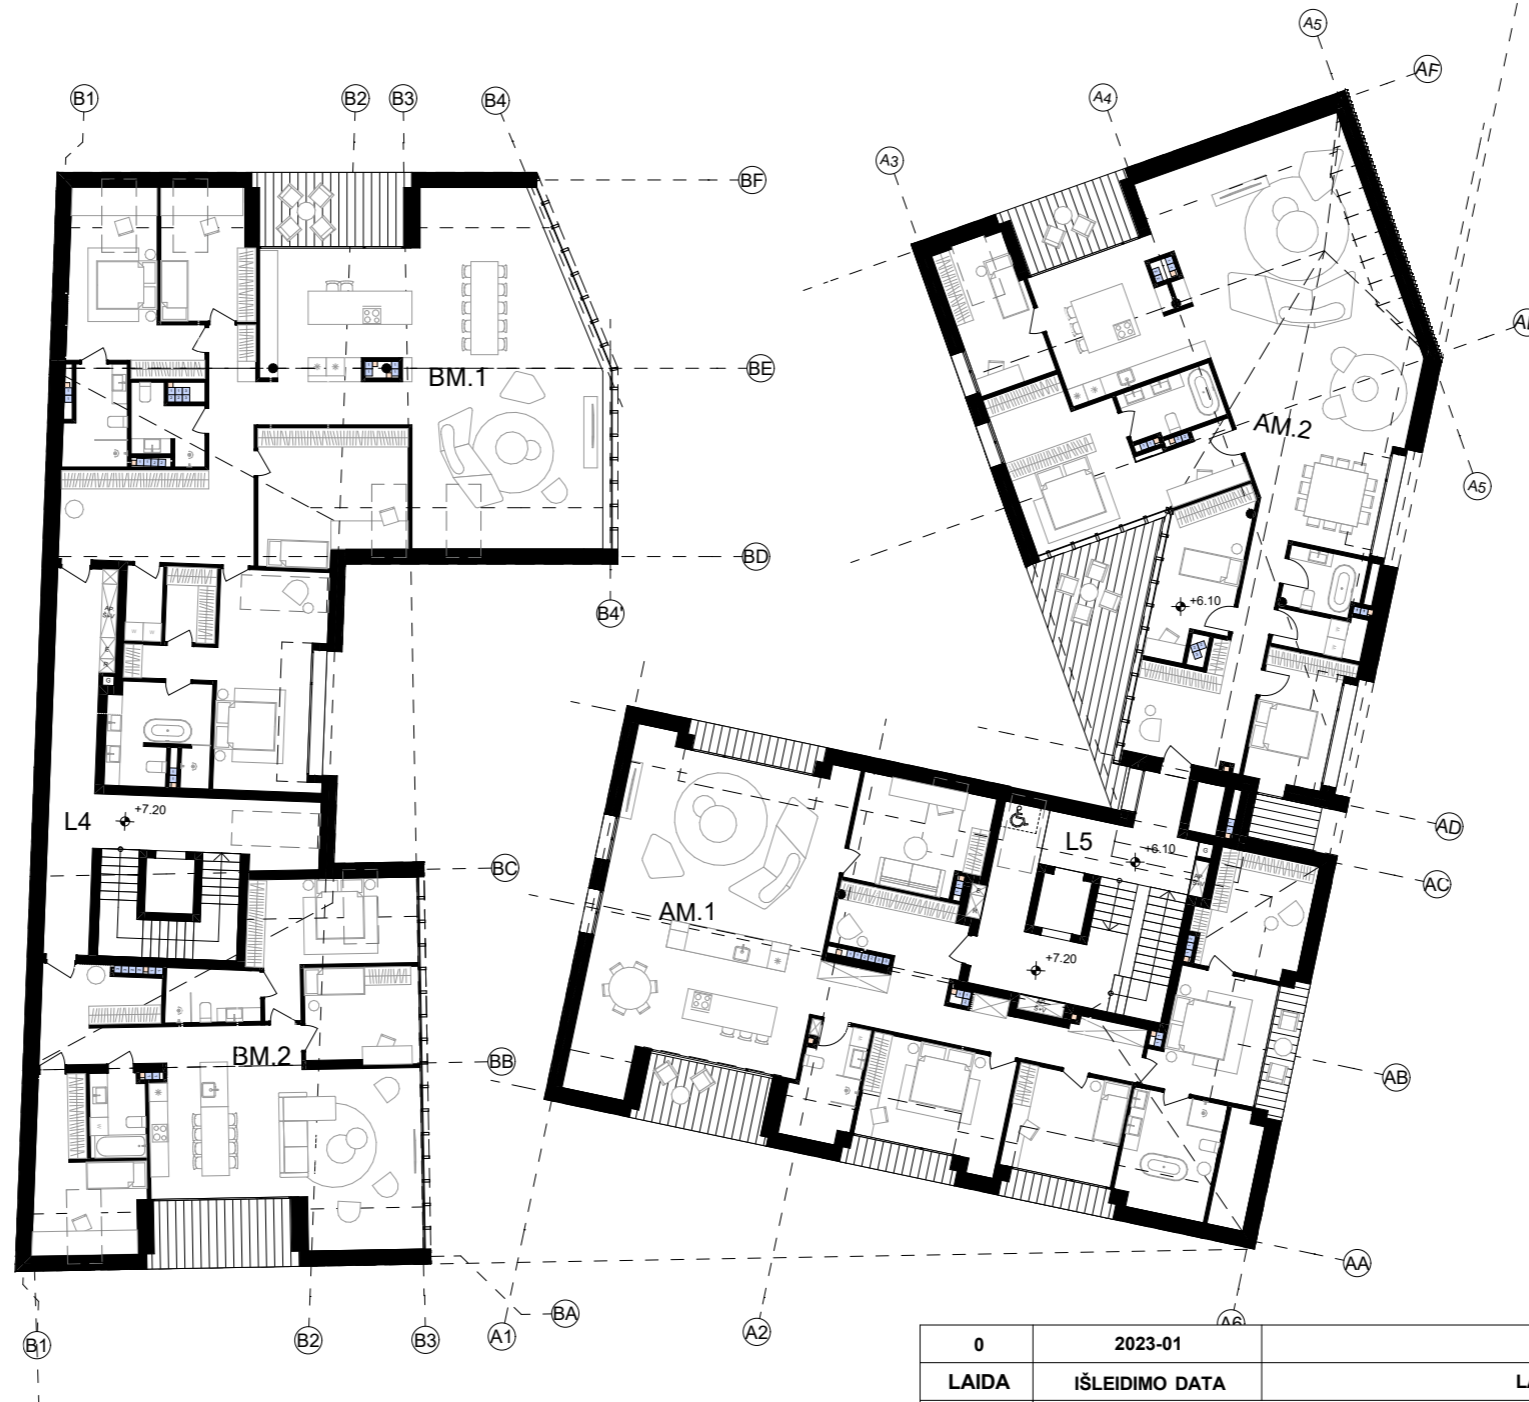 A5
AF
B1
B2
B3
B4
A4
A3
BF
BE
BM.1
AM.2
A5
BD
B4'
+6.10
L4
+7.20
AD
L5
+6.10
BC
AC
AM.1
+7.20
BM.2
BB
AB
AA
BA
B1
B2
B3
A1
A2
A6
0 2023-01
LAIDA IŠLEIDIMO DATA